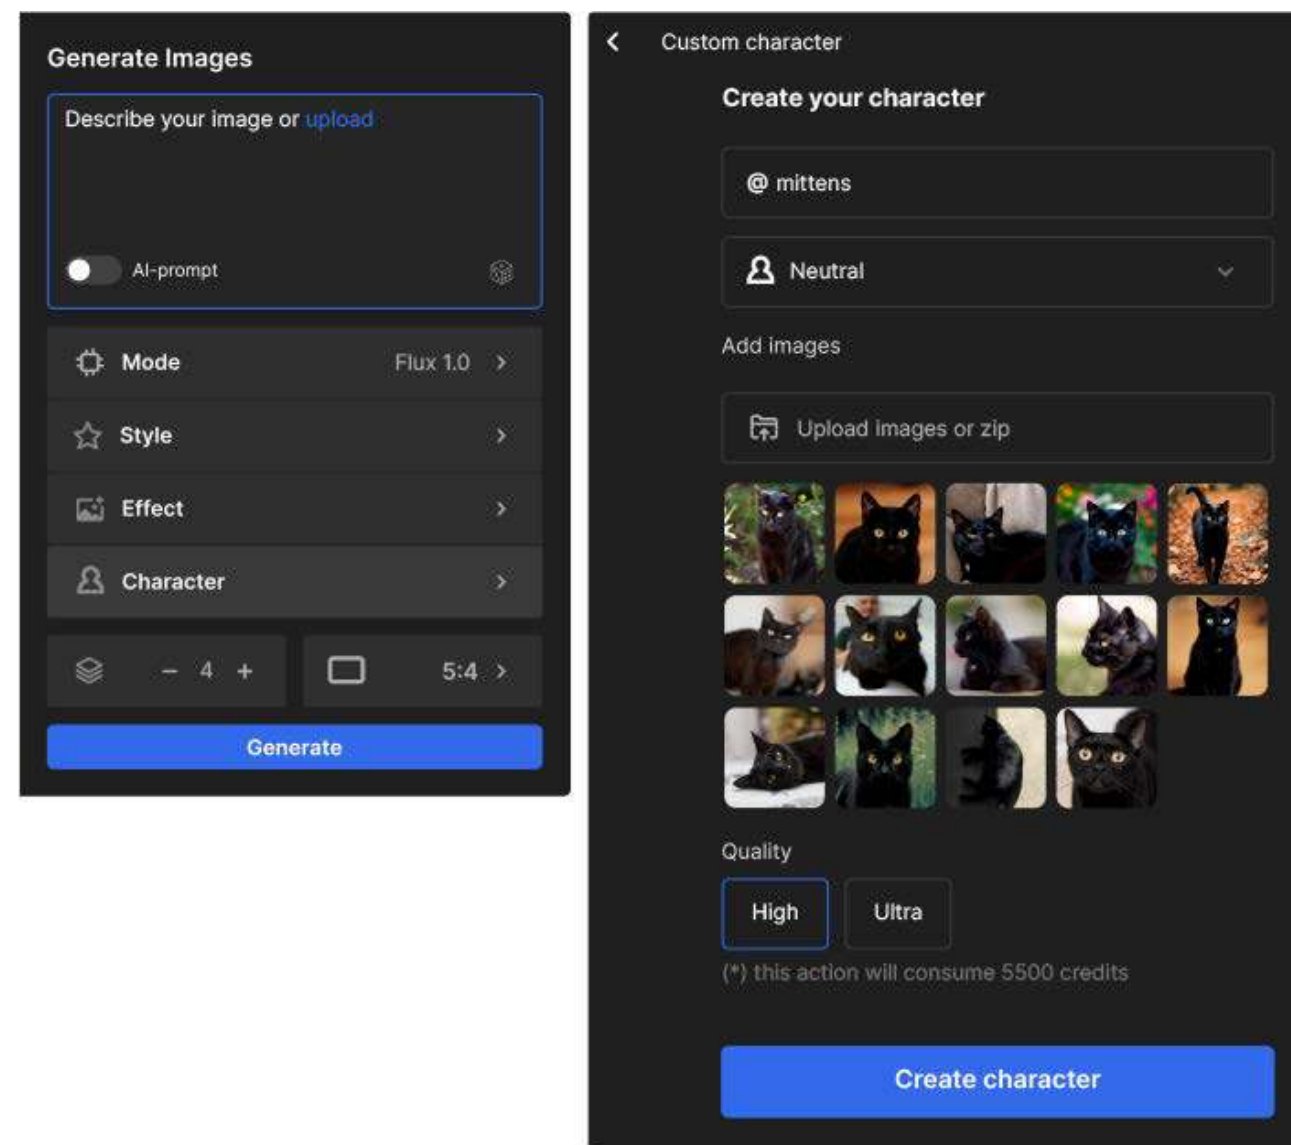 Generate Images
Describe your image or upload
AI-prompt
Mode Flux 1.0
Style
Effect
Character
4
5:4
Generate
Custom character
Create your character
@ mittens
Neutral
Add images
Upload images or zip
Quality
High
Ultra
(*) this action will consume 5500 credits
Create character